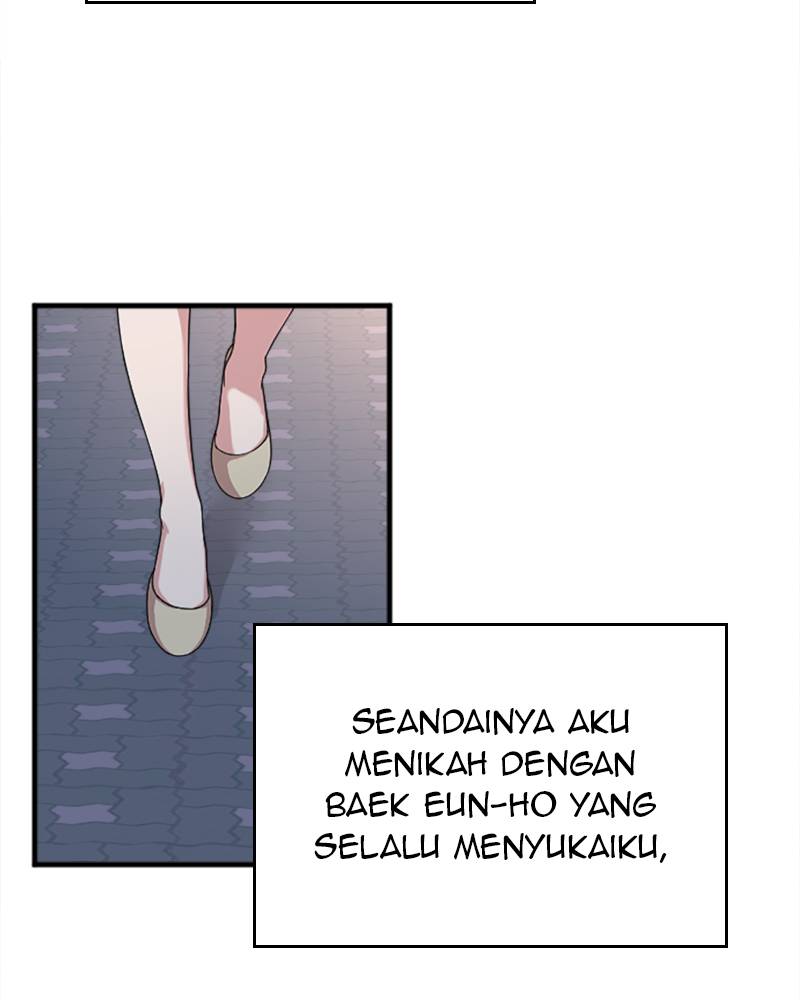 SEANDAINYA AKU
MENIKAH DENGAN
BAEK EUN-HO YANG
SELALU MENYUKAIKU,